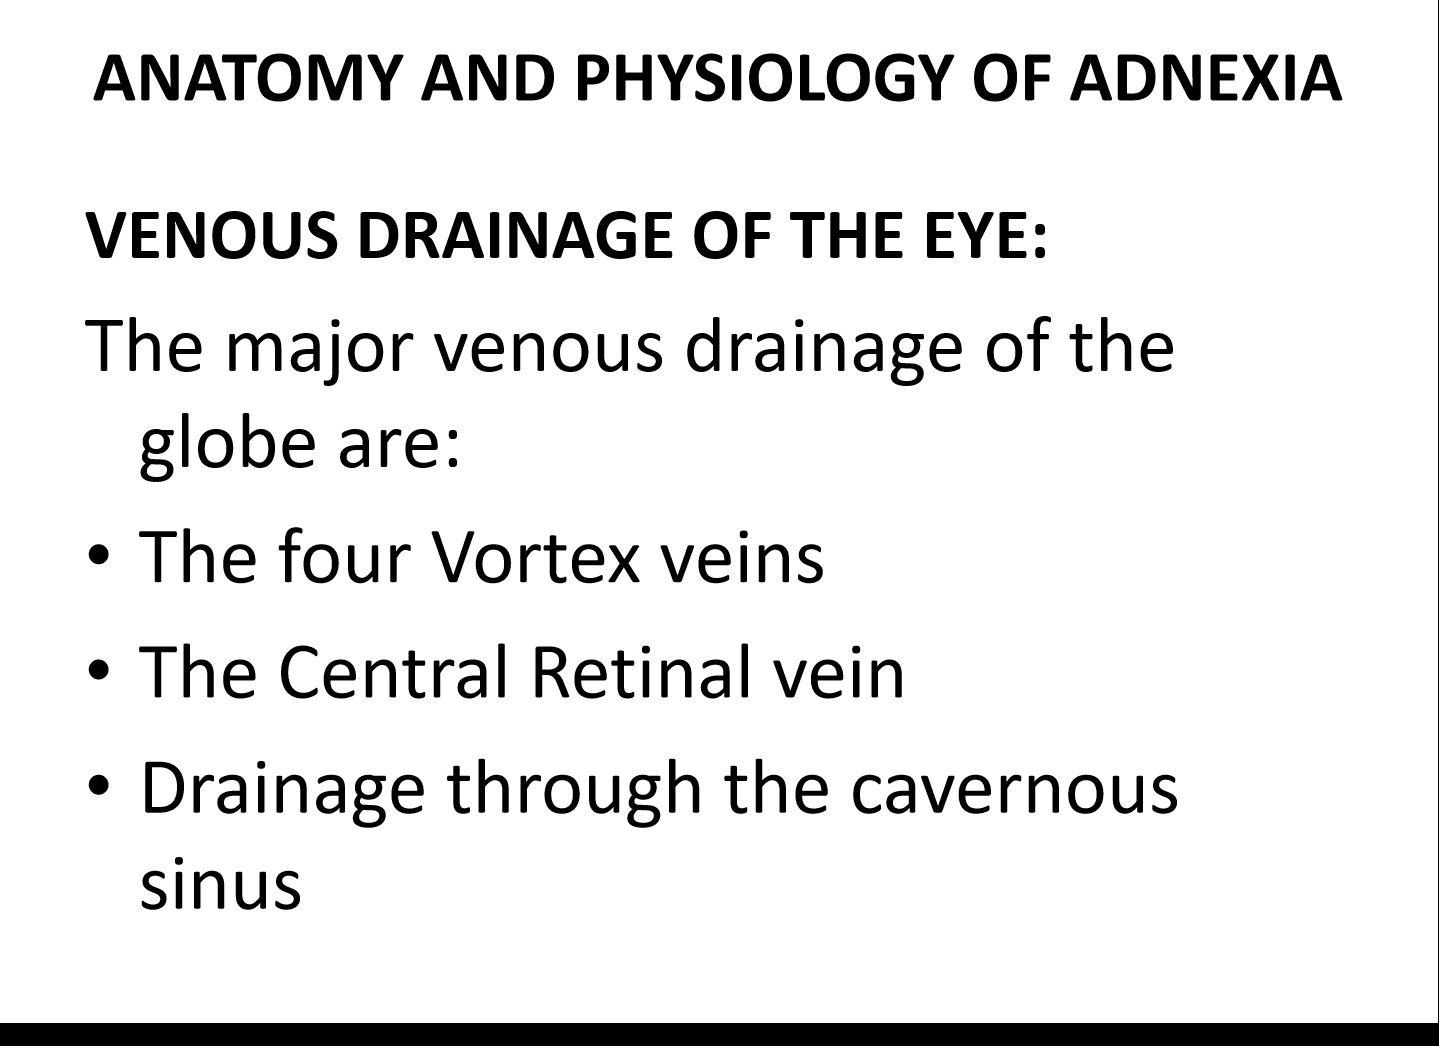 ANATOMY AND PHYSIOLOGY OF ADNEXIA
VENOUS DRAINAGE OF THE EYE:
The major venous drainage of the
globe are:
• The four Vortex veins
• The Central Retinal vein
• Drainage through the cavernous
sinus